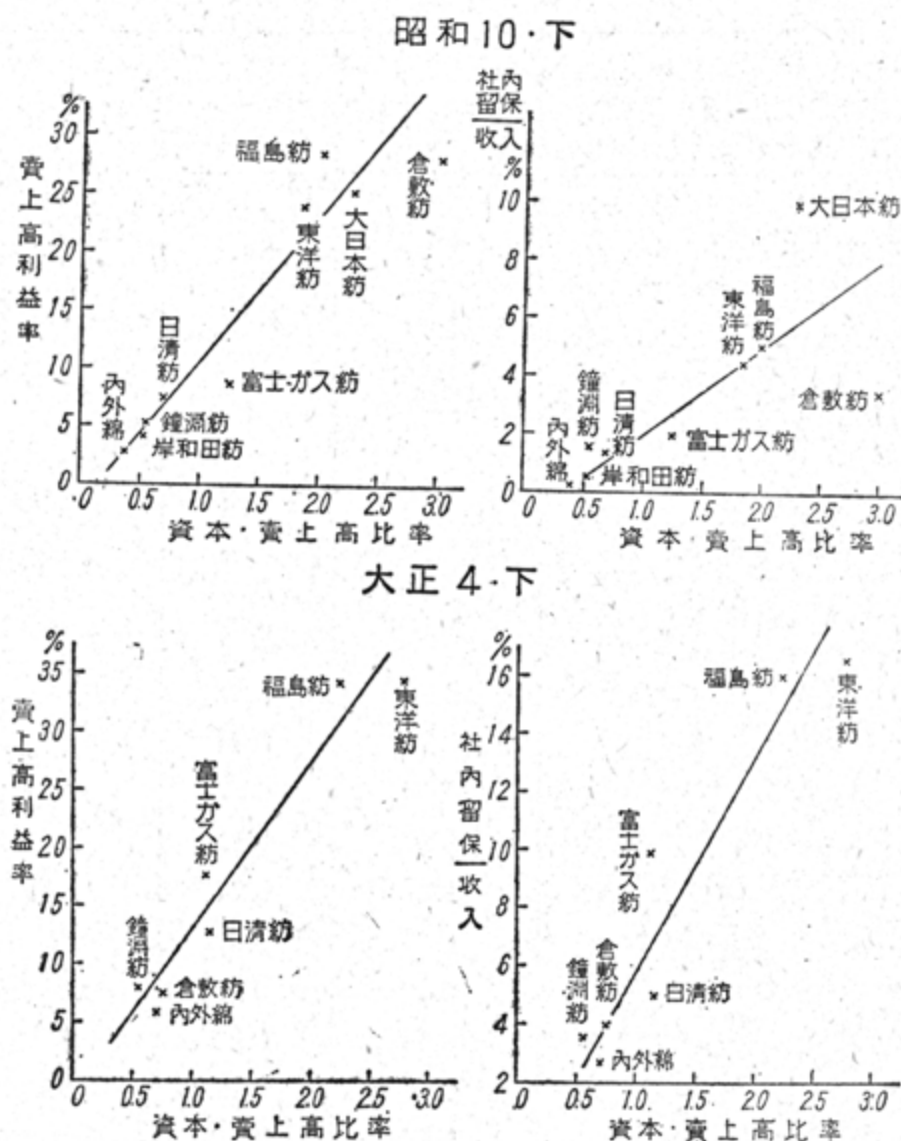 昭和10・下
%
30
25
20
15
10
5
0
賣上高利益率
福島紡
倉敷紡
東洋紡
大日本紡
日清紡
富士ガス紡
内外綿
鐘淵紡
岸和田紡
0 0.5 1.0 1.5 2.0 2.5 3.0
資本・賣上高比率
社内留保
收入
%
10
8
6
4
2
0
大日本紡
福島紡
東洋紡
倉敷紡
鐘淵紡
日清紡
富士ガス紡
内外綿
岸和田紡
0.5 1.0 1.5 2.0 2.5 3.0
資本・賣上高比率
大正4・下
%
35
30
25
20
15
10
5
0
賣上高利益率
福島紡
東洋紡
富士ガス紡
日清紡
鐘淵紡
倉敷紡
内外綿
0.5 1.0 1.5 2.0 2.5 3.0
資本・賣上高比率
%
16
14
12
10
8
6
4
2
社内留保
收入
福島紡
東洋紡
富士ガス紡
倉敷紡
鐘淵紡
日清紡
内外綿
0.5 1.0 1.5 2.0 2.5 3.0
資本・賣上高比率